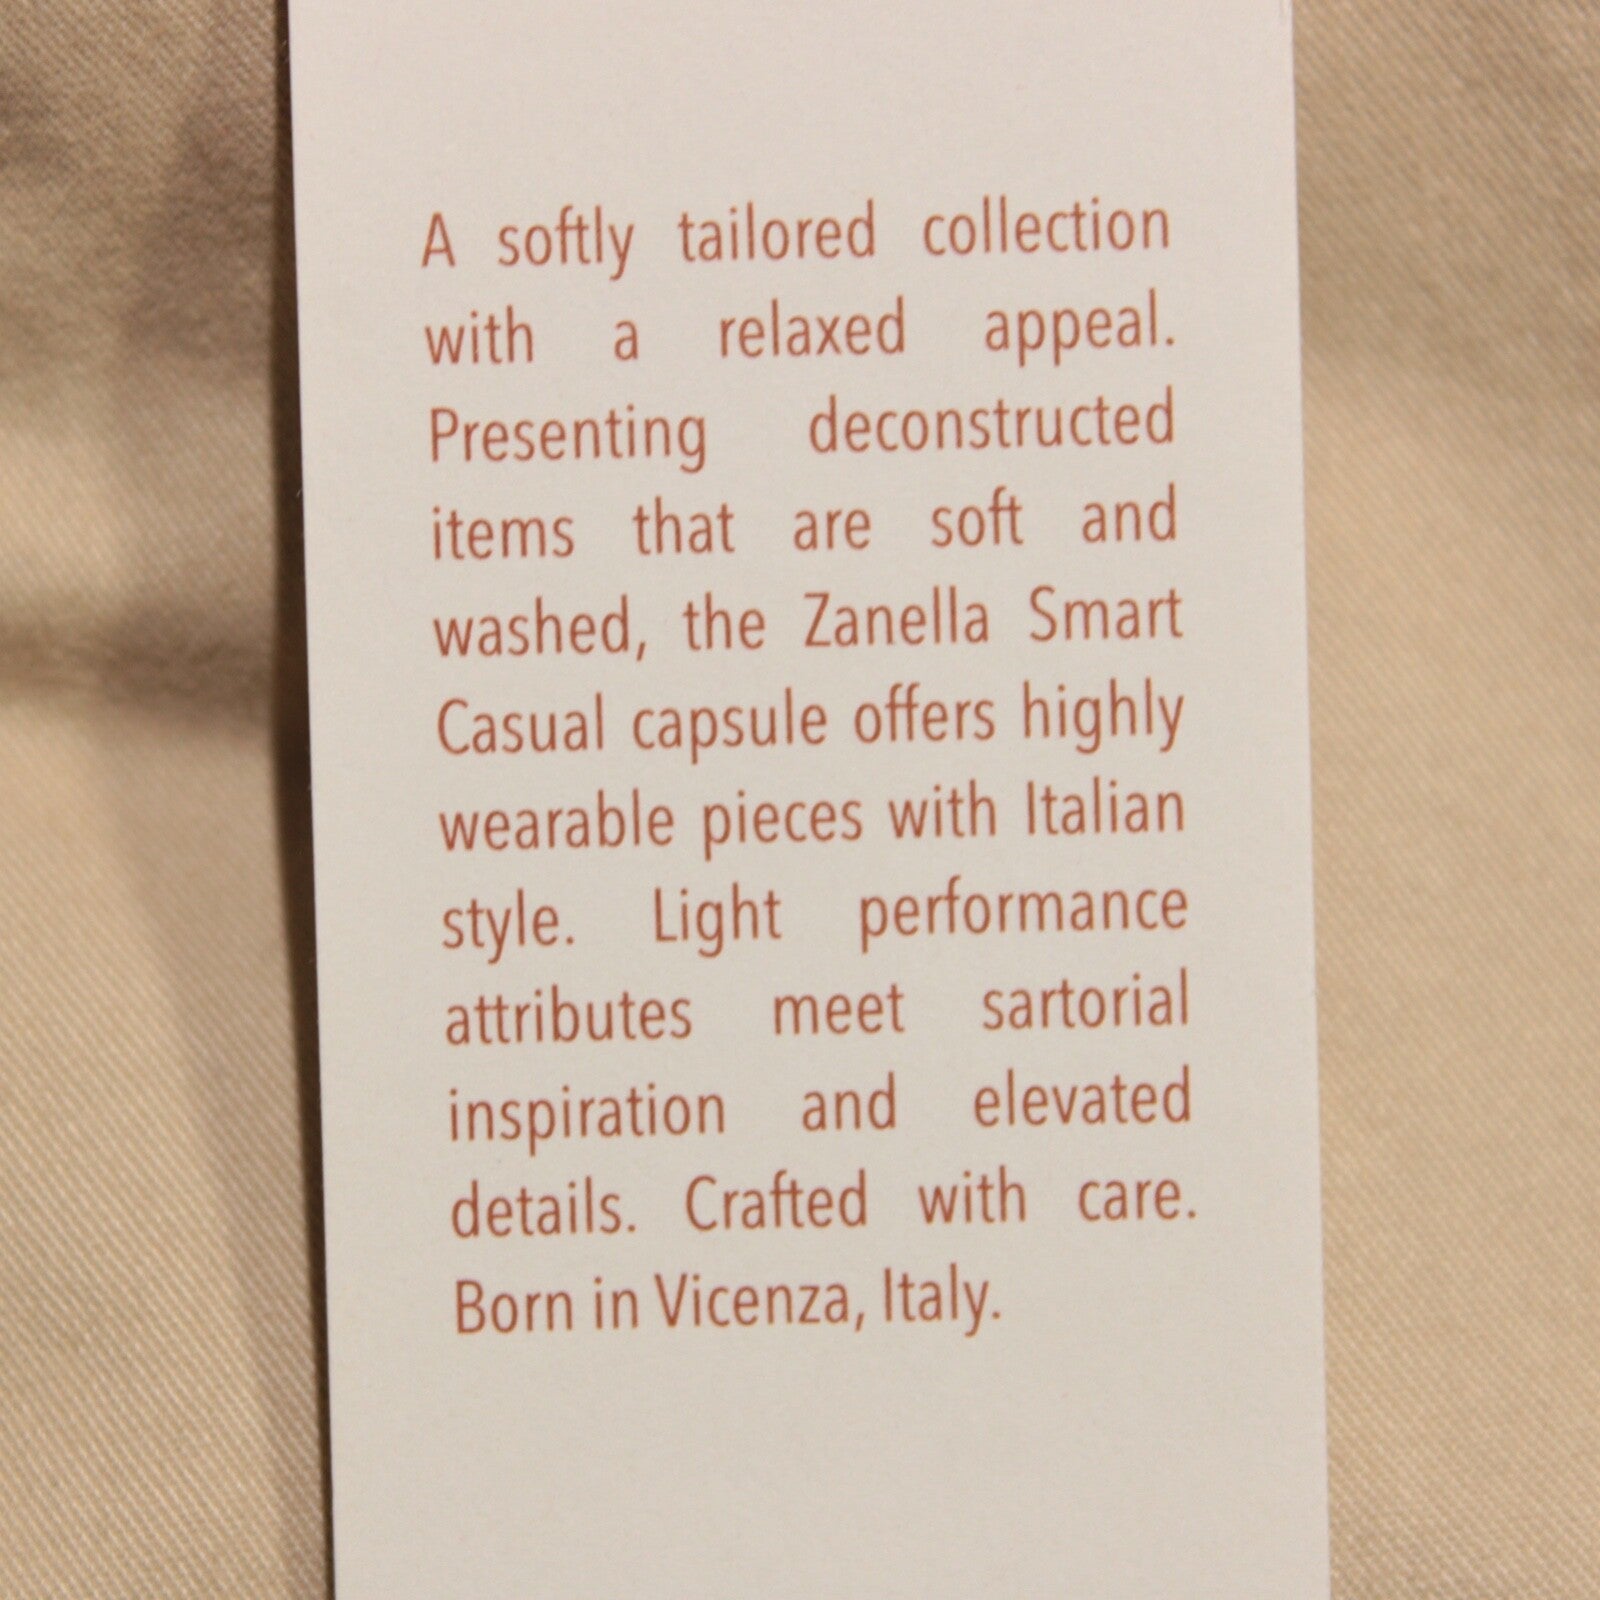 A softly tailored collection
with a relaxed appeal.
Presenting deconstructed
items that are soft and
washed, the Zanella Smart
Casual capsule offers highly
wearable pieces with Italian
style. Light performance
attributes meet sartorial
inspiration and elevated
details. Crafted with care.
Born in Vicenza, Italy.